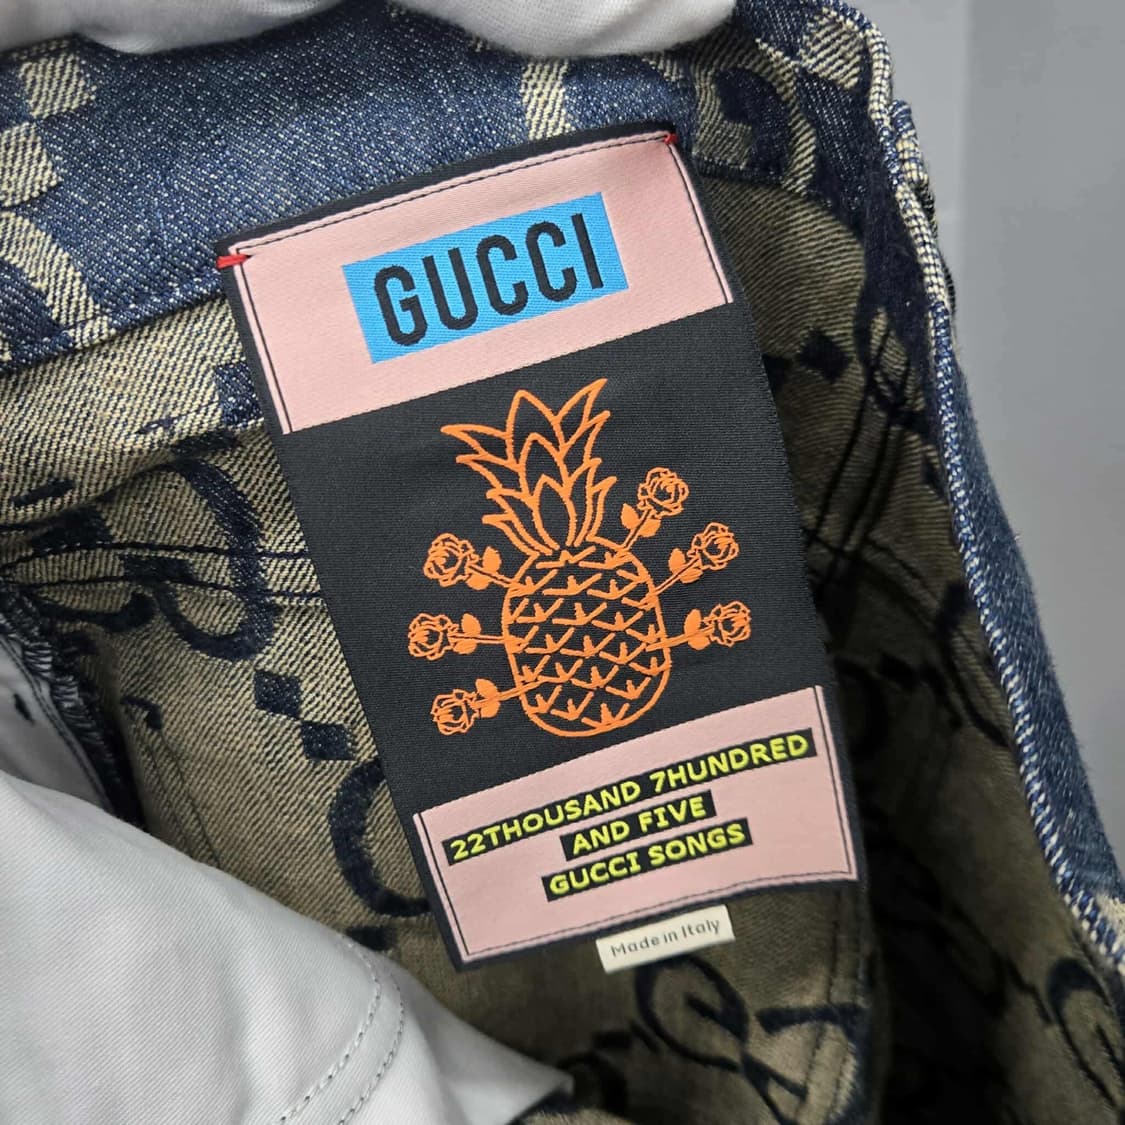 GUCCI
22THOUSAND 7HUNDRED
AND FIVE
GUCCI SONGS
Made in Italy